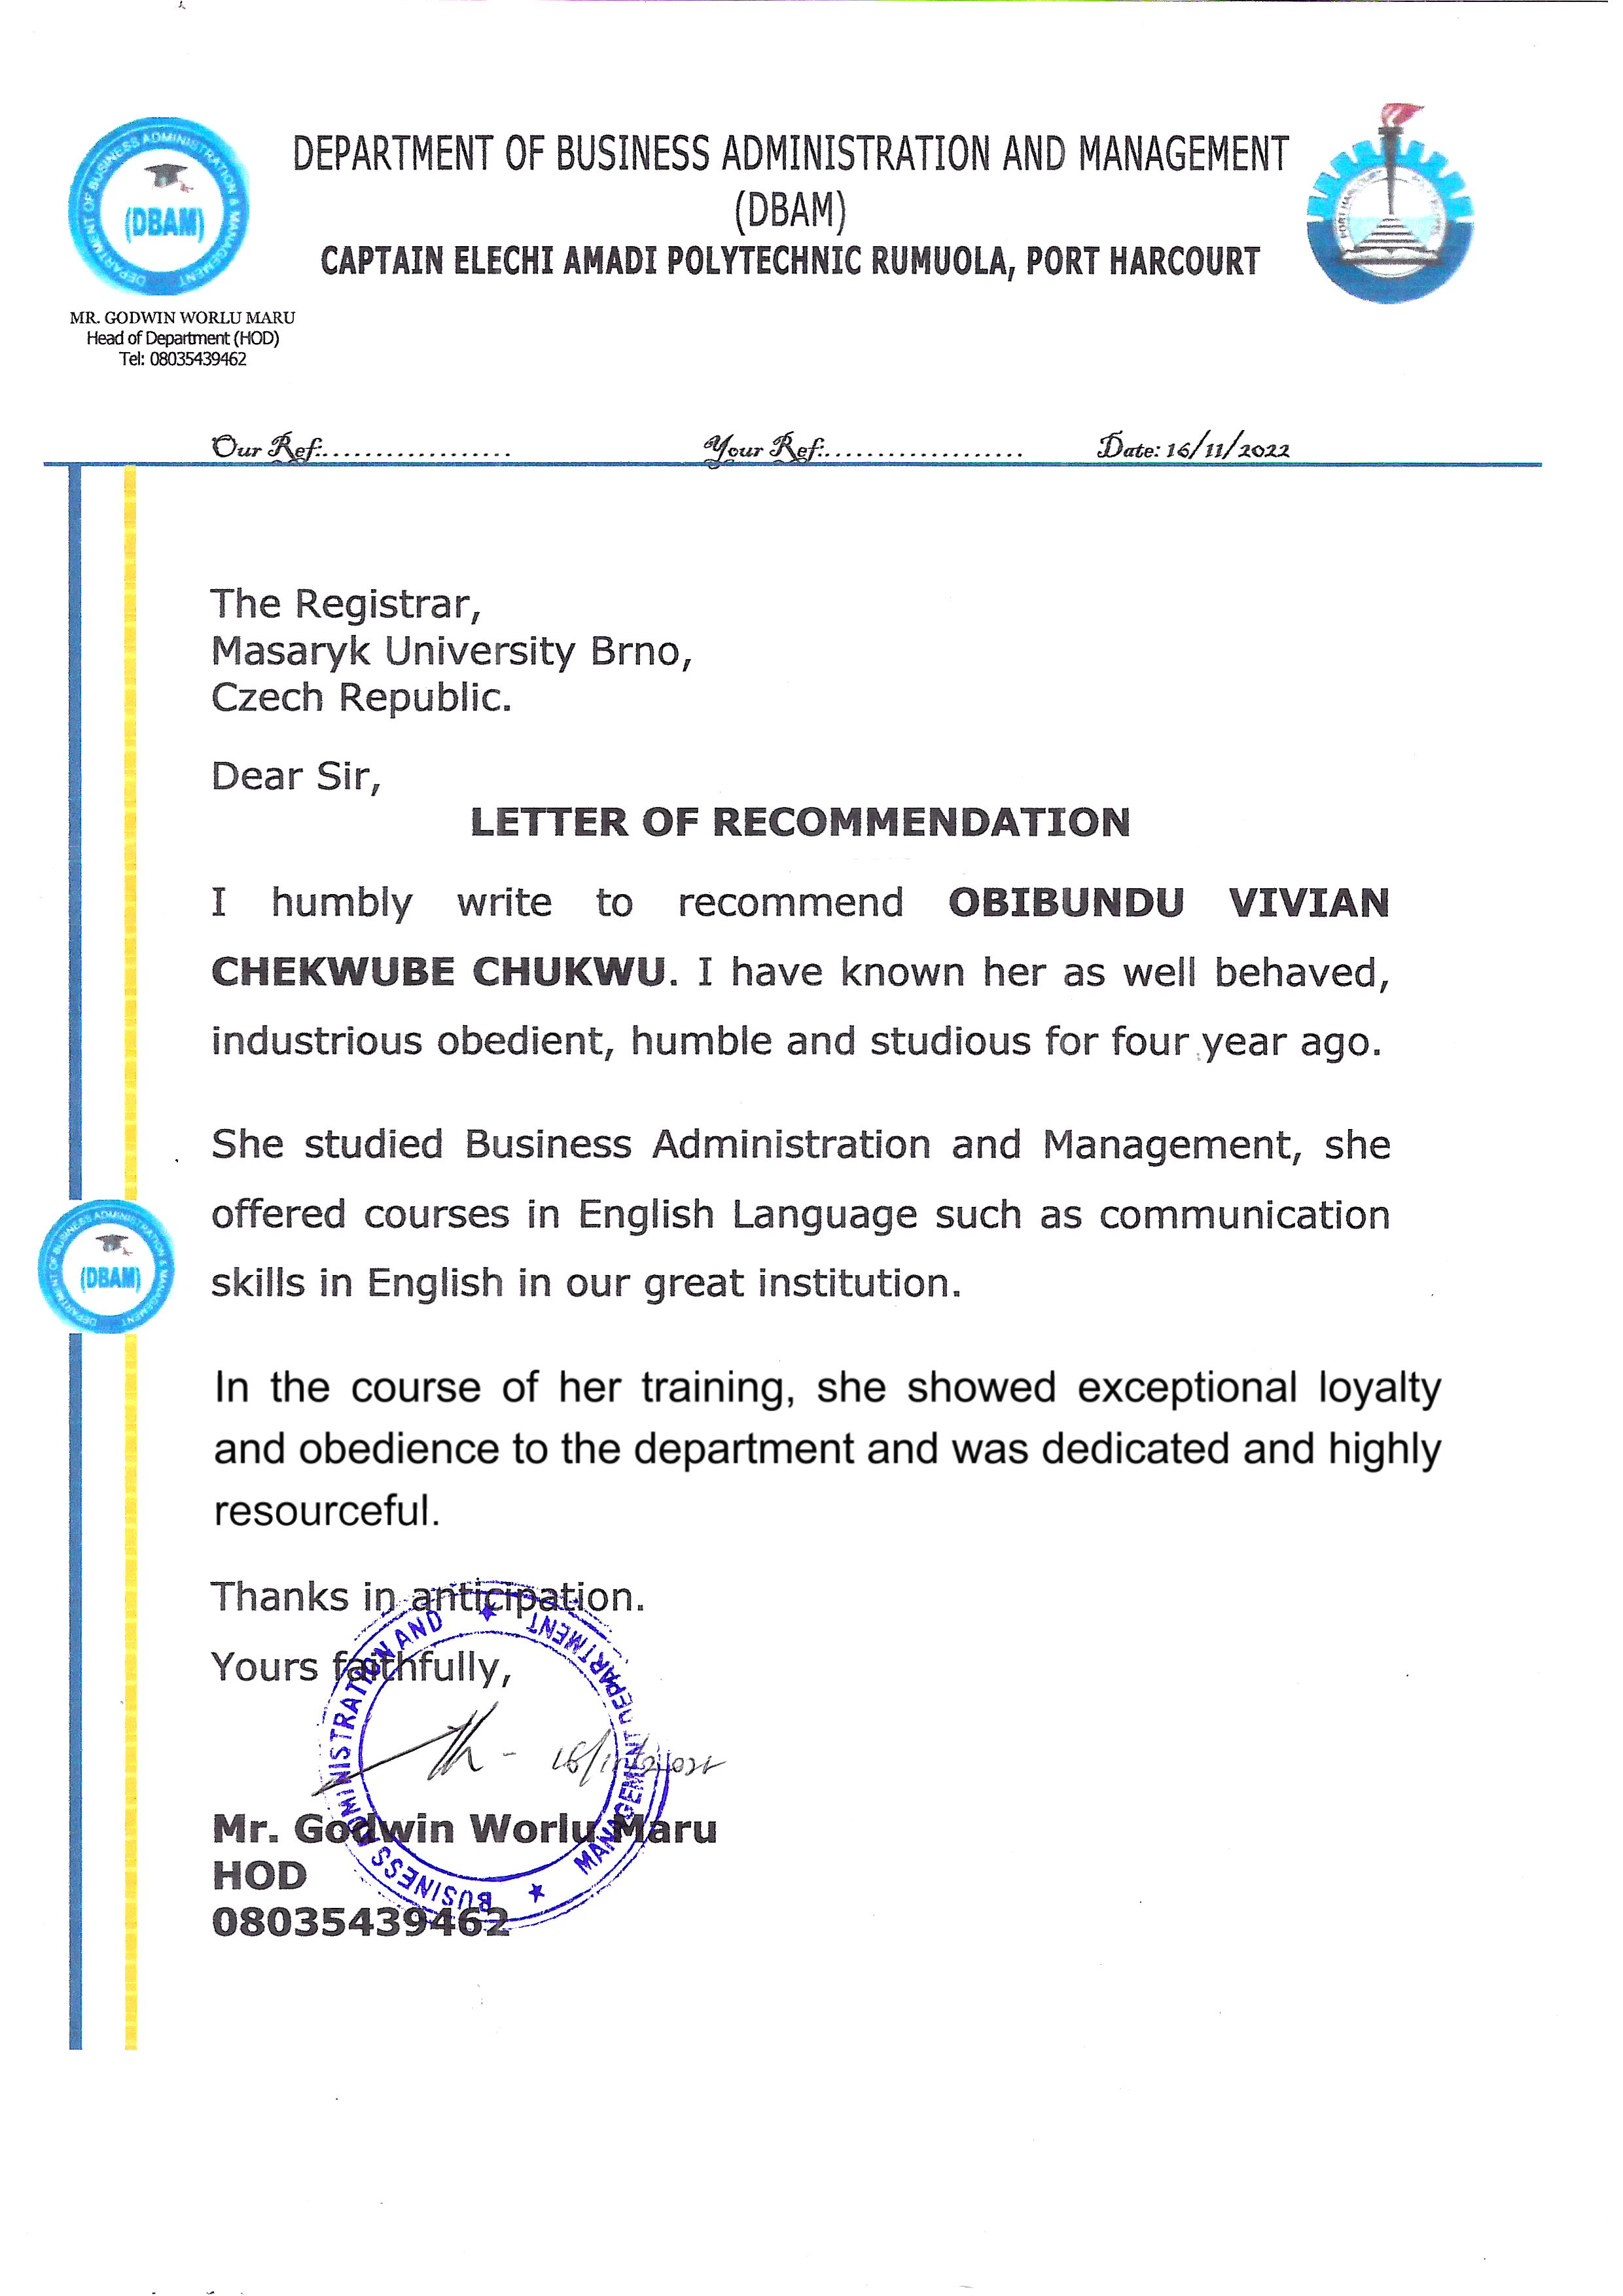 DEPARTMENT OF BUSINESS ADMINISTRATION AND MANAGEMENT
(DBAM)
CAPTAIN ELECHI AMADI POLYTECHNIC RUMUOLA, PORT HARCOURT
DEPARTMENT OF BUSINESS ADMINISTRATION & MANAGEMENT
(DBAM)
PORT HARCOURT
MR. GODWIN WORLU MARU
Head of Department (HOD)
Tel: 08035439462
Our Ref:.................. Your Ref:................... Date: 16/11/2022
The Registrar,
Masaryk University Brno,
Czech Republic.
Dear Sir,
LETTER OF RECOMMENDATION
I humbly write to recommend OBIBUNDU VIVIAN
CHEKWUBE CHUKWU. I have known her as well behaved,
industrious obedient, humble and studious for four year ago.
She studied Business Administration and Management, she
offered courses in English Language such as communication
skills in English in our great institution.
DEPARTMENT OF BUSINESS ADMINISTRATION & MANAGEMENT
(DBAM)
In the course of her training, she showed exceptional loyalty
and obedience to the department and was dedicated and highly
resourceful.
Thanks in anticipation.
Yours faithfully,
BUSINESS ADMINISTRATION AND
MANAGEMENT DEPARTMENT
Mr. Godwin Worlu Maru
HOD
08035439462